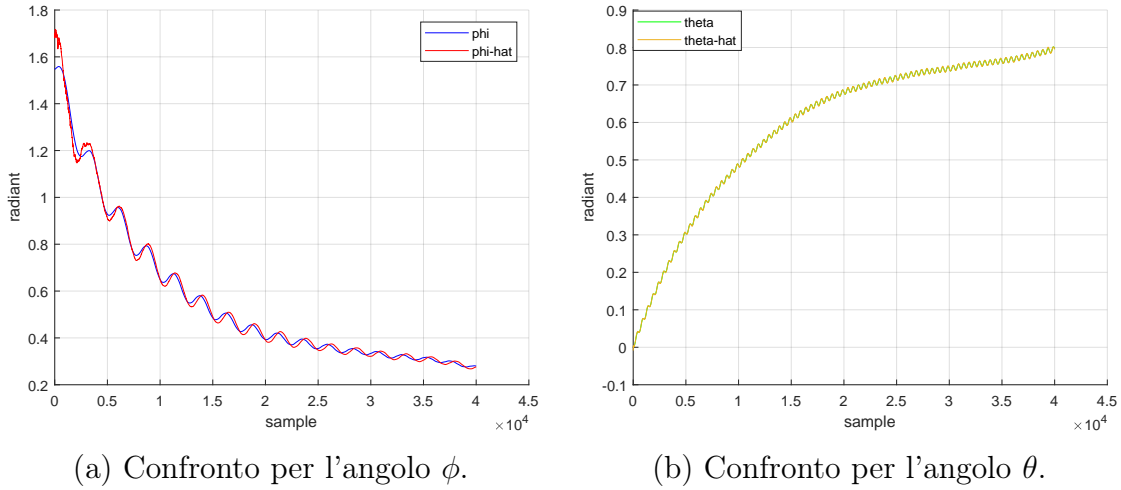 1.8
1.6
1.4
1.2
1
0.8
0.6
0.4
0.2
radiant
phi
phi-hat
0 0.5 1 1.5 2 2.5 3 3.5 4 4.5
sample
×10⁴
(a) Confronto per l'angolo ϕ.
0.9
0.8
0.7
0.6
0.5
0.4
0.3
0.2
0.1
0
-0.1
radiant
theta
theta-hat
0 0.5 1 1.5 2 2.5 3 3.5 4 4.5
sample
×10⁴
(b) Confronto per l'angolo θ.